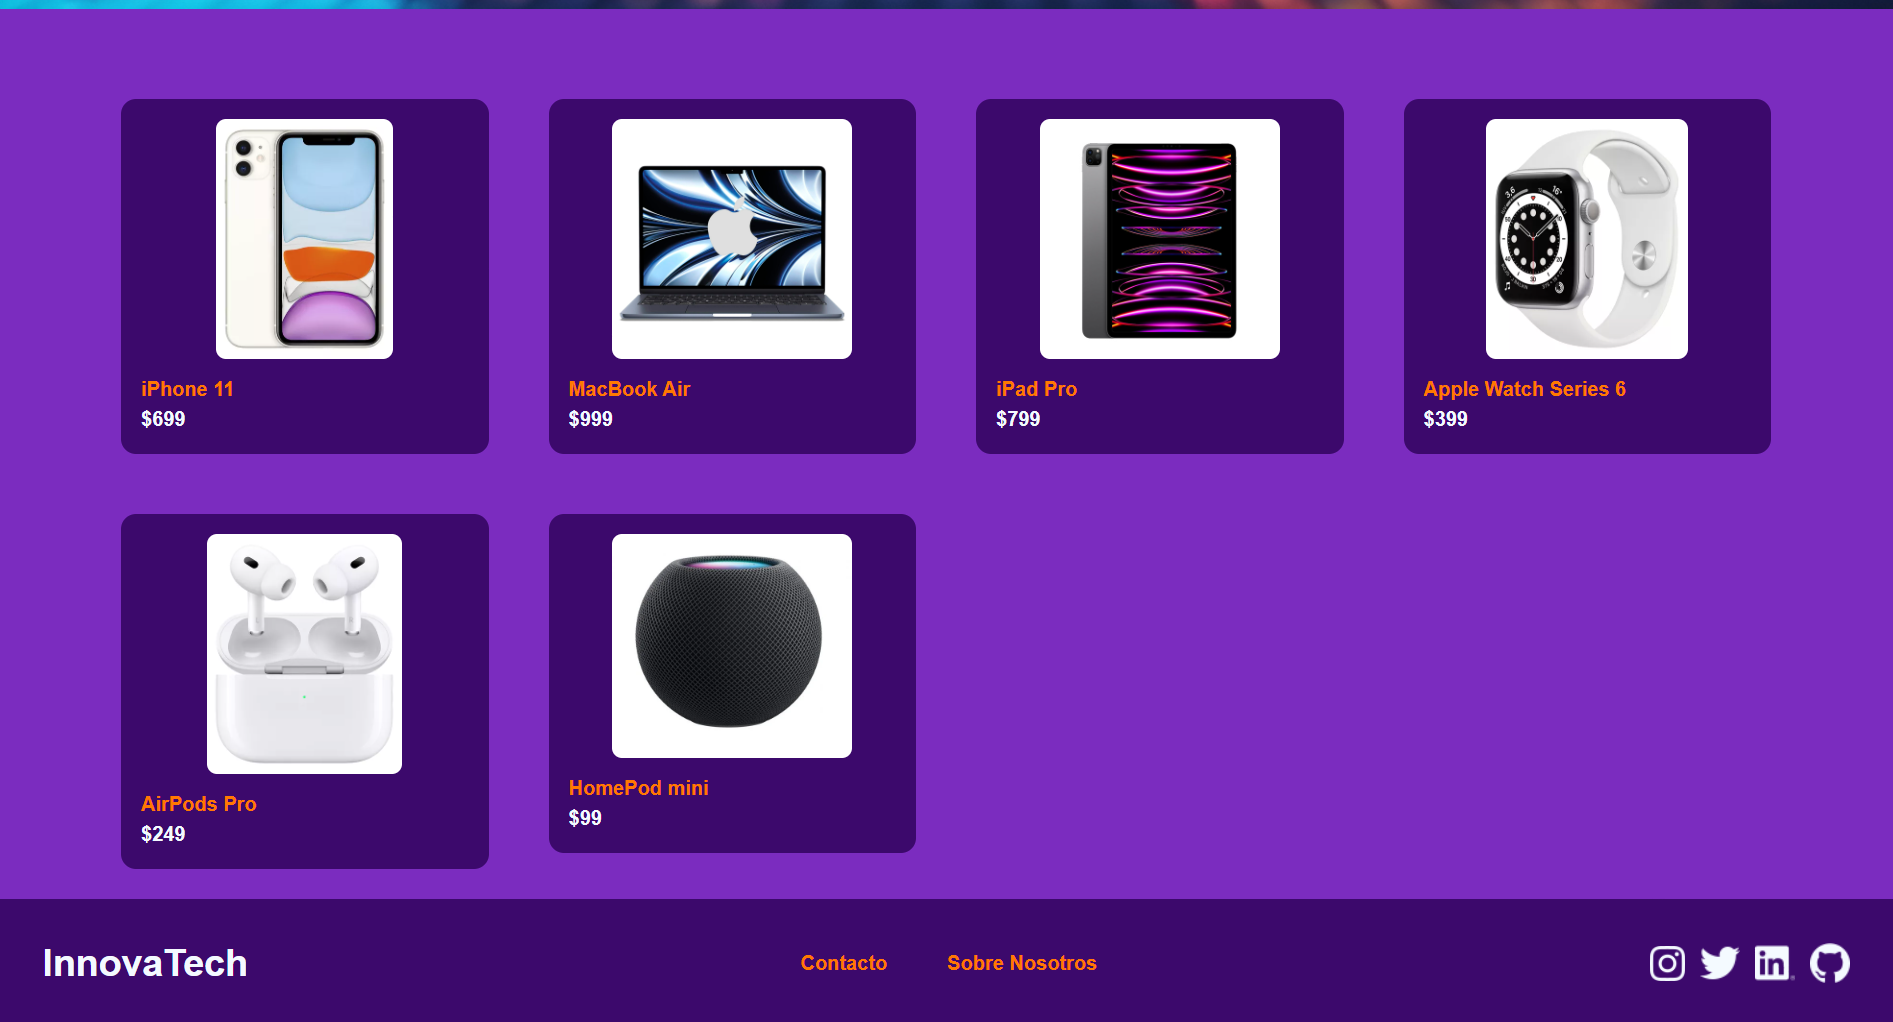 iPhone 11
$699
MacBook Air
$999
iPad Pro
$799
Apple Watch Series 6
$399
AirPods Pro
$249
HomePod mini
$99
InnovaTech
Contacto
Sobre Nosotros
in